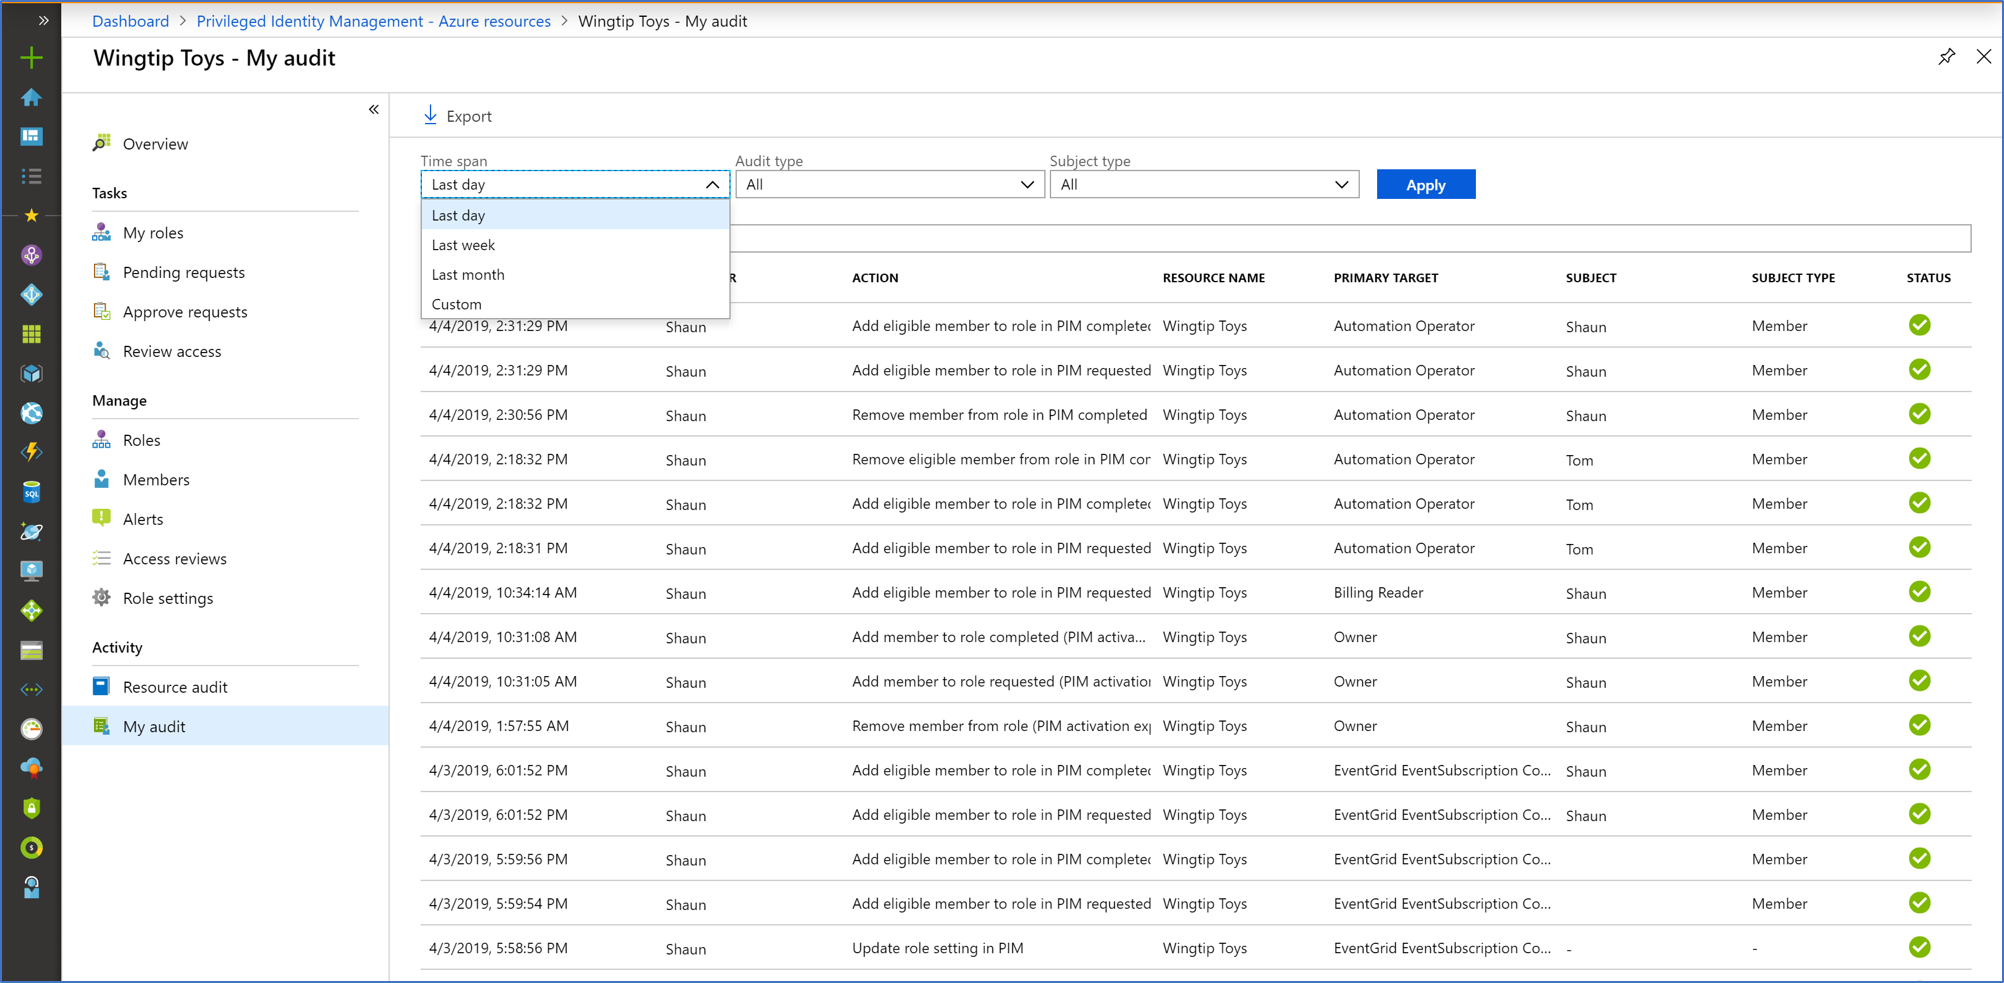 Dashboard > Privileged Identity Management - Azure resources > Wingtip Toys - My audit
Wingtip Toys - My audit
Overview
Tasks
My roles
Pending requests
Approve requests
Review access
Manage
Roles
Members
Alerts
Access reviews
Role settings
Activity
Resource audit
My audit
Export
Time span Audit type Subject type
Last day All All Apply
Last day
Last week
Last month
Custom
R ACTION RESOURCE NAME PRIMARY TARGET SUBJECT SUBJECT TYPE STATUS
4/4/2019, 2:31:29 PM Shaun Add eligible member to role in PIM completed Wingtip Toys Automation Operator Shaun Member
4/4/2019, 2:31:29 PM Shaun Add eligible member to role in PIM requested Wingtip Toys Automation Operator Shaun Member
4/4/2019, 2:30:56 PM Shaun Remove member from role in PIM completed Wingtip Toys Automation Operator Shaun Member
4/4/2019, 2:18:32 PM Shaun Remove eligible member from role in PIM cor Wingtip Toys Automation Operator Tom Member
4/4/2019, 2:18:32 PM Shaun Add eligible member to role in PIM completed Wingtip Toys Automation Operator Tom Member
4/4/2019, 2:18:31 PM Shaun Add eligible member to role in PIM requested Wingtip Toys Automation Operator Tom Member
4/4/2019, 10:34:14 AM Shaun Add eligible member to role in PIM requested Wingtip Toys Billing Reader Shaun Member
4/4/2019, 10:31:08 AM Shaun Add member to role completed (PIM activa... Wingtip Toys Owner Shaun Member
4/4/2019, 10:31:05 AM Shaun Add member to role requested (PIM activation Wingtip Toys Owner Shaun Member
4/4/2019, 1:57:55 AM Shaun Remove member from role (PIM activation exp Wingtip Toys Owner Shaun Member
4/3/2019, 6:01:52 PM Shaun Add eligible member to role in PIM completed Wingtip Toys EventGrid EventSubscription Co... Shaun Member
4/3/2019, 6:01:52 PM Shaun Add eligible member to role in PIM requested Wingtip Toys EventGrid EventSubscription Co... Shaun Member
4/3/2019, 5:59:56 PM Shaun Add eligible member to role in PIM completed Wingtip Toys EventGrid EventSubscription Co... Member
4/3/2019, 5:59:54 PM Shaun Add eligible member to role in PIM requested Wingtip Toys EventGrid EventSubscription Co... Member
4/3/2019, 5:58:56 PM Shaun Update role setting in PIM Wingtip Toys EventGrid EventSubscription Co... - -
SQL